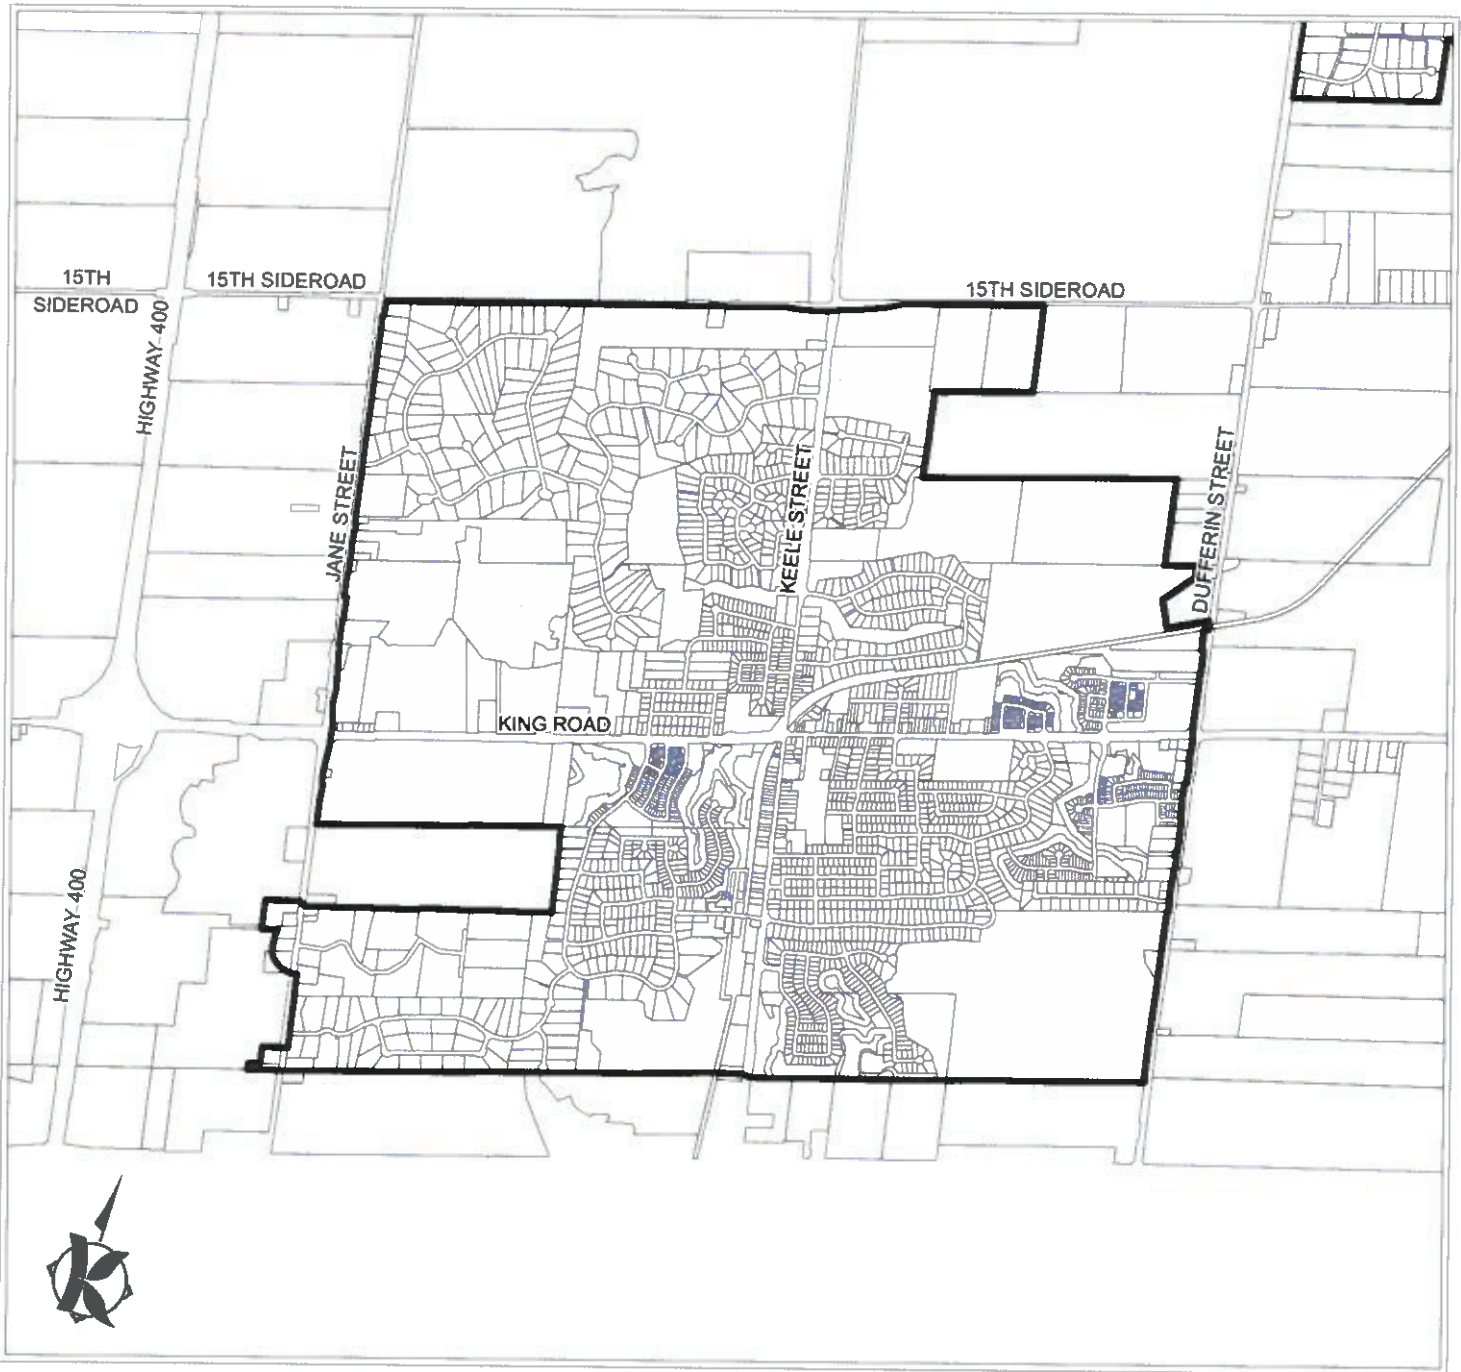 15TH
SIDEROAD
15TH SIDEROAD
15TH SIDEROAD
HIGHWAY 400
JANE STREET
KEELE STREET
DUFFERIN STREET
KING ROAD
HIGHWAY 400